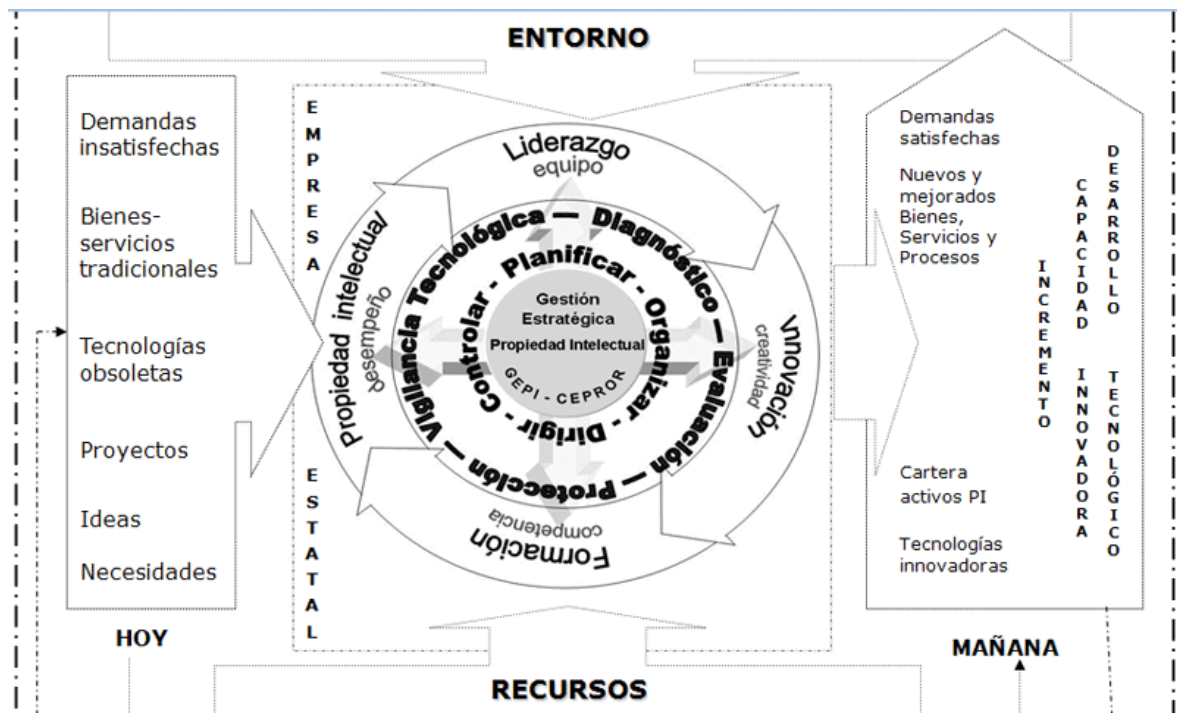 ENTORNO
Demandas
insatisfechas
Bienes-
servicios
tradicionales
Tecnologías
obsoletas
Proyectos
Ideas
Necesidades
HOY
EMPRESA
ESTATAL
Liderazgo
equipo
Innovación
creatividad
Formación
competencia
Propiedad intelectual
desempeño
Vigilancia Tecnológica — Diagnóstico — Evaluación — Protección —
Controlar - Planificar - Organizar - Dirigir -
Gestión
Estratégica
Propiedad Intelectual
GEPI - CEPROR
Demandas
satisfechas
Nuevos y
mejorados
Bienes,
Servicios y
Procesos
Cartera
activos PI
Tecnologías
innovadoras
INCREMENTO
CAPACIDAD INNOVADORA
DESARROLLO TECNOLÓGICO
MAÑANA
RECURSOS